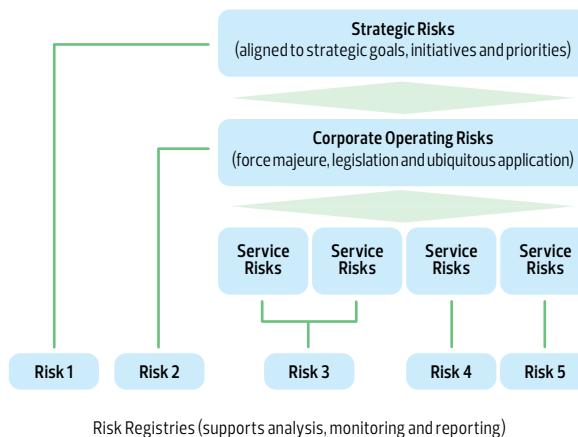 Strategic Risks
(aligned to strategic goals, initiatives and priorities)
Corporate Operating Risks
(force majeure, legislation and ubiquitous application)
Service
Risks
Service
Risks
Service
Risks
Service
Risks
Risk 1
Risk 2
Risk 3
Risk 4
Risk 5
Risk Registries (supports analysis, monitoring and reporting)